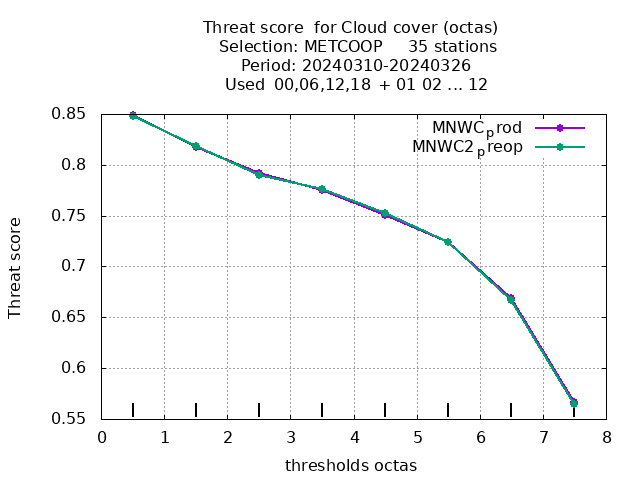 Threat score  for Cloud cover (octas)
Selection: METCOOP     35 stations
Period: 20240310-20240326
Used  00,06,12,18 + 01 02 ... 12
MNWCprod
MNWC2preop
0.85
0.8
0.75
0.7
0.65
0.6
0.55
Threat score
0 1 2 3 4 5 6 7 8
thresholds octas